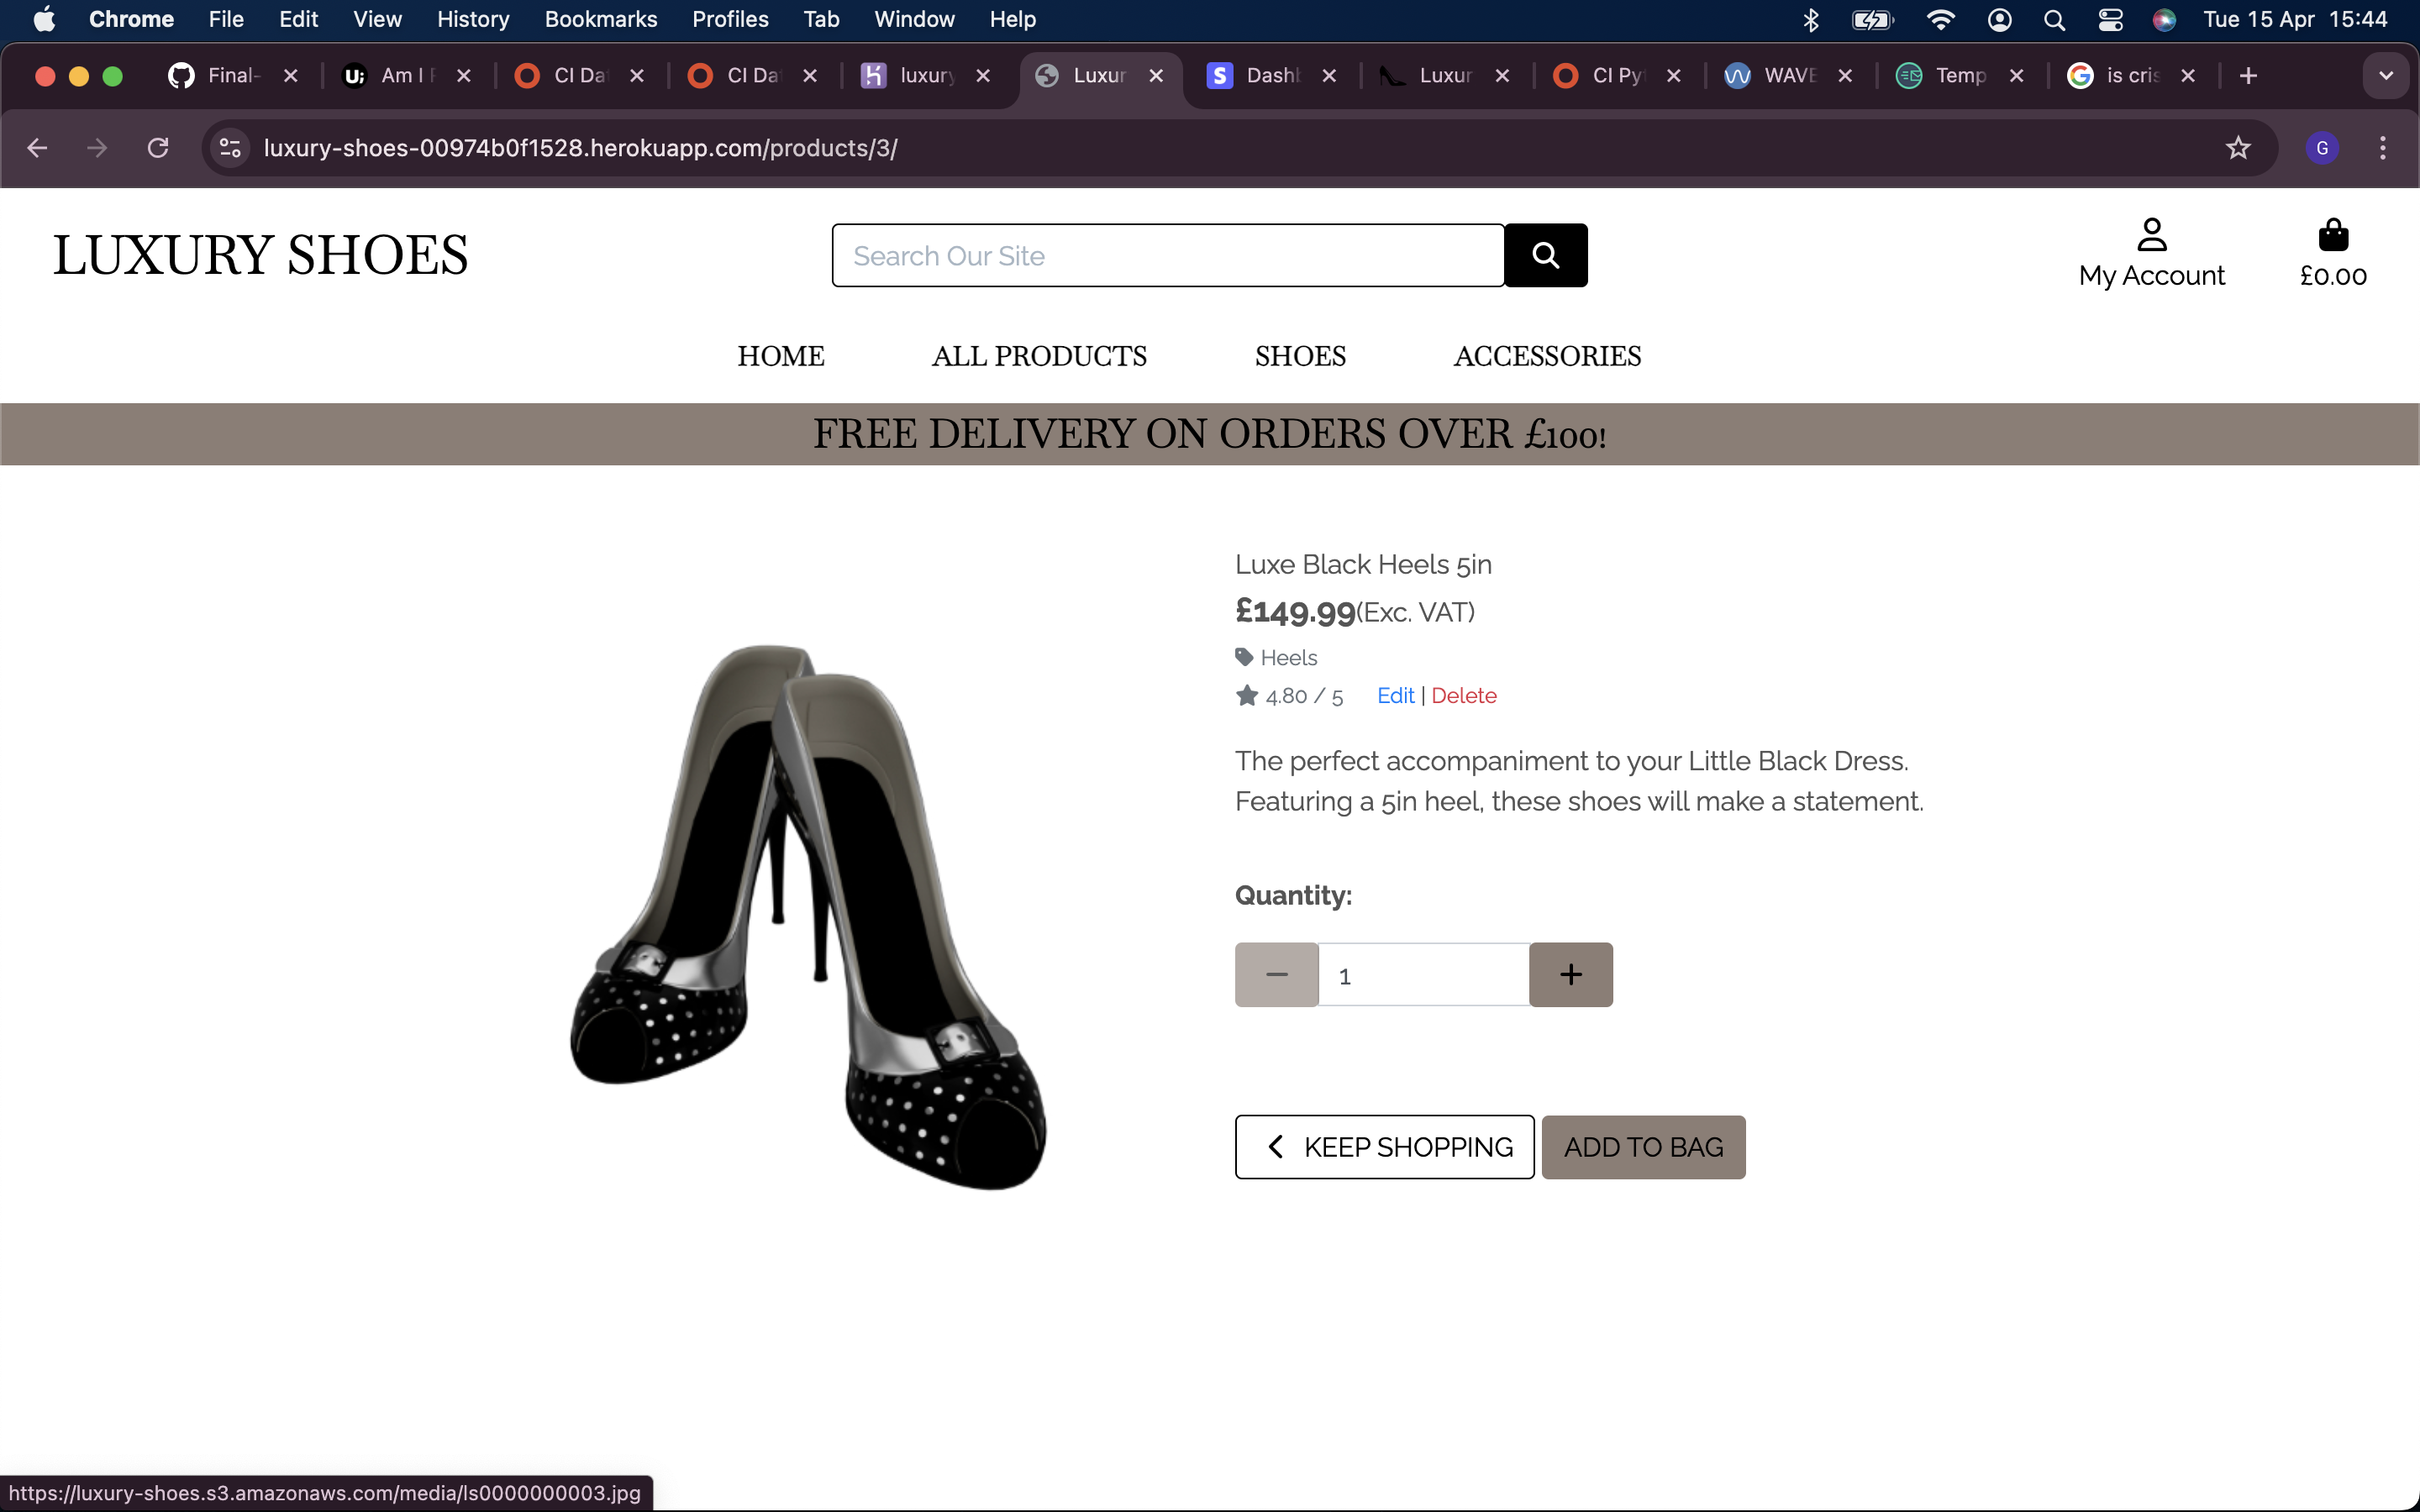 Chrome File Edit View History Bookmarks Profiles Tab Window Help Tue 15 Apr 15:44
Final- Am I F CI Da CI Da luxury Luxur Dash Luxur CI Py WAVE Temp is cris
luxury-shoes-00974b0f1528.herokuapp.com/products/3/ G
LUXURY SHOES
Search Our Site
My Account
£0.00
HOME ALL PRODUCTS SHOES ACCESSORIES
FREE DELIVERY ON ORDERS OVER £100!
Luxe Black Heels 5in
£149.99(Exc. VAT)
Heels
4.80 / 5 Edit | Delete
The perfect accompaniment to your Little Black Dress.
Featuring a 5in heel, these shoes will make a statement.
Quantity:
− 1 +
KEEP SHOPPING ADD TO BAG
https://luxury-shoes.s3.amazonaws.com/media/ls0000000003.jpg